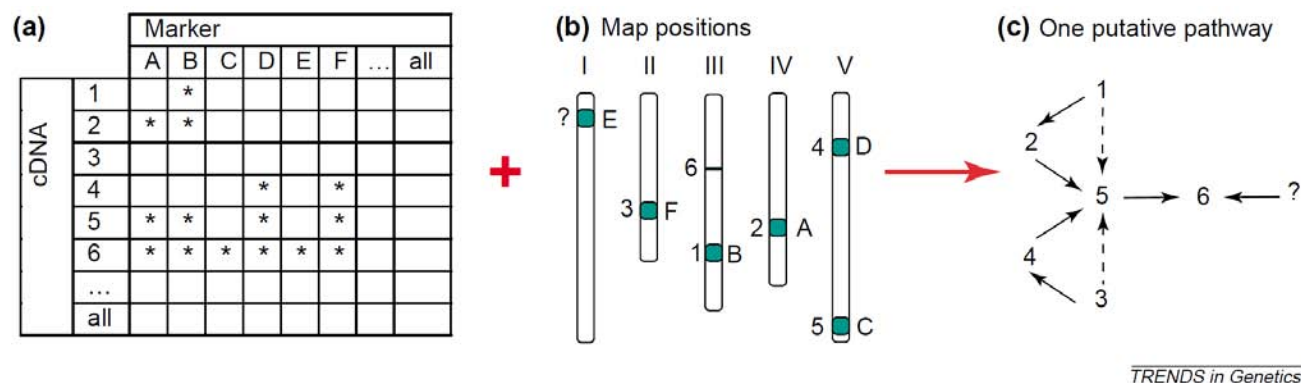 (a)
Marker
A B C D E F ... all
cDNA
1 *
2 * *
3
4 * *
5 * * * *
6 * * * * * *
...
all
+
(b) Map positions
I II III IV V
? E
4 D
6
3 F
2 A
1 B
5 C
(c) One putative pathway
1
2
5 6 ?
4
3
TRENDS in Genetics